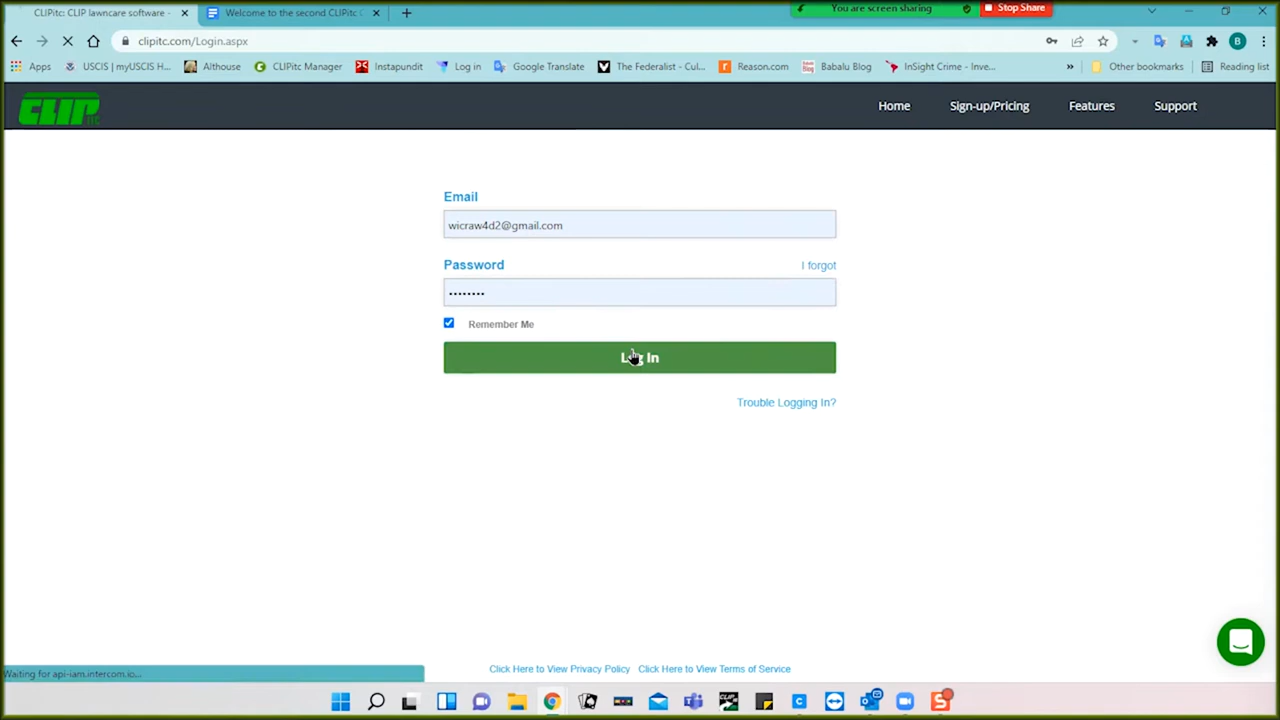 CLIPitc: CLIP lawncare software -
Welcome to the second CLIPitc
You are screen sharing
Stop Share
clipitc.com/Login.aspx
B
Apps
USCIS | myUSCIS H...
Althouse
CLIPitc Manager
Instapundit
Log in
Google Translate
The Federalist - Cul...
Reason.com
Babalu Blog
InSight Crime - Inve...
»
Other bookmarks
Reading list
CLIP
Home
Sign-up/Pricing
Features
Support
Email
wicraw4d2@gmail.com
Password
I forgot
••••••••
Remember Me
Log In
Trouble Logging In?
Click Here to View Privacy Policy Click Here to View Terms of Service
Waiting for api-iam.intercom.io...